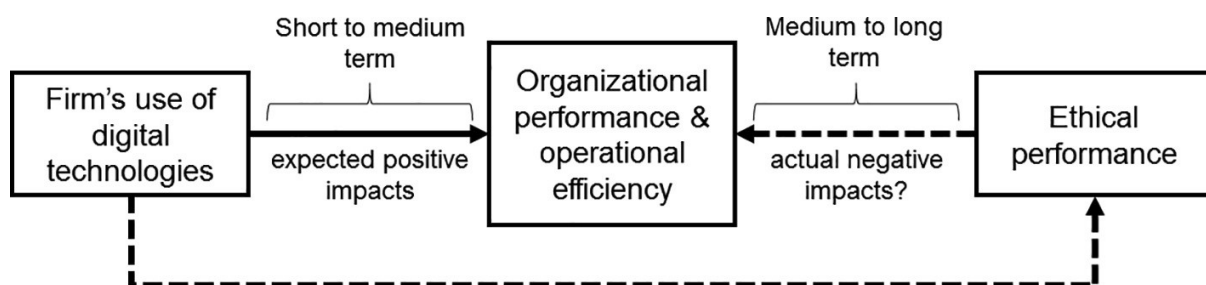 Firm's use of
digital
technologies
Short to medium
term
expected positive
impacts
Organizational
performance &
operational
efficiency
Medium to long
term
actual negative
impacts?
Ethical
performance